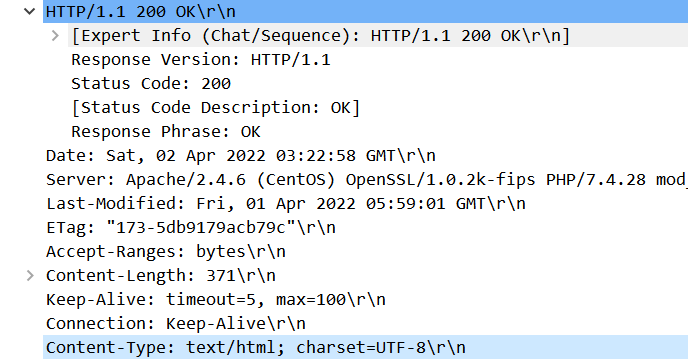 HTTP/1.1 200 OK\r\n
[Expert Info (Chat/Sequence): HTTP/1.1 200 OK\r\n]
Response Version: HTTP/1.1
Status Code: 200
[Status Code Description: OK]
Response Phrase: OK
Date: Sat, 02 Apr 2022 03:22:58 GMT\r\n
Server: Apache/2.4.6 (CentOS) OpenSSL/1.0.2k-fips PHP/7.4.28 mod_
Last-Modified: Fri, 01 Apr 2022 05:59:01 GMT\r\n
ETag: "173-5db9179acb79c"\r\n
Accept-Ranges: bytes\r\n
Content-Length: 371\r\n
Keep-Alive: timeout=5, max=100\r\n
Connection: Keep-Alive\r\n
Content-Type: text/html; charset=UTF-8\r\n